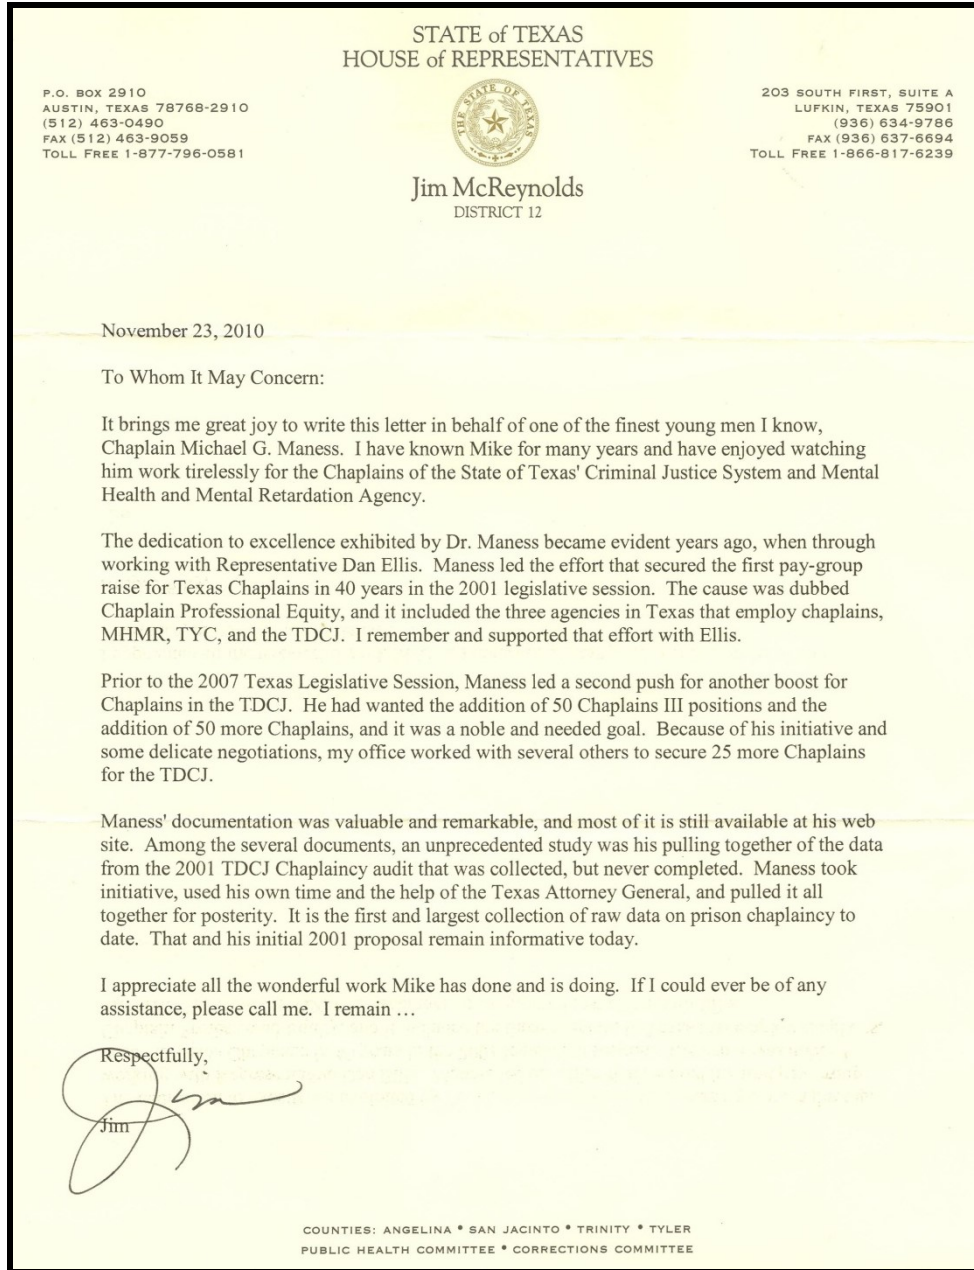 STATE of TEXAS
HOUSE of REPRESENTATIVES
P.O. BOX 2910
AUSTIN, TEXAS 78768-2910
(512) 463-0490
FAX (512) 463-9059
TOLL FREE 1-877-796-0581
THE STATE OF TEXAS
203 SOUTH FIRST, SUITE A
LUFKIN, TEXAS 75901
(936) 634-9786
FAX (936) 637-6694
TOLL FREE 1-866-817-6239
Jim McReynolds
DISTRICT 12
November 23, 2010
To Whom It May Concern:
It brings me great joy to write this letter in behalf of one of the finest young men I know,
Chaplain Michael G. Maness.  I have known Mike for many years and have enjoyed watching
him work tirelessly for the Chaplains of the State of Texas' Criminal Justice System and Mental
Health and Mental Retardation Agency.
The dedication to excellence exhibited by Dr. Maness became evident years ago, when through
working with Representative Dan Ellis.  Maness led the effort that secured the first pay-group
raise for Texas Chaplains in 40 years in the 2001 legislative session.  The cause was dubbed
Chaplain Professional Equity, and it included the three agencies in Texas that employ chaplains,
MHMR, TYC, and the TDCJ.  I remember and supported that effort with Ellis.
Prior to the 2007 Texas Legislative Session, Maness led a second push for another boost for
Chaplains in the TDCJ.  He had wanted the addition of 50 Chaplains III positions and the
addition of 50 more Chaplains, and it was a noble and needed goal.  Because of his initiative and
some delicate negotiations, my office worked with several others to secure 25 more Chaplains
for the TDCJ.
Maness' documentation was valuable and remarkable, and most of it is still available at his web
site.  Among the several documents, an unprecedented study was his pulling together of the data
from the 2001 TDCJ Chaplaincy audit that was collected, but never completed.  Maness took
initiative, used his own time and the help of the Texas Attorney General, and pulled it all
together for posterity.  It is the first and largest collection of raw data on prison chaplaincy to
date.  That and his initial 2001 proposal remain informative today.
I appreciate all the wonderful work Mike has done and is doing.  If I could ever be of any
assistance, please call me.  I remain …
Respectfully,
Jim
Jim
COUNTIES: ANGELINA • SAN JACINTO • TRINITY • TYLER
PUBLIC HEALTH COMMITTEE • CORRECTIONS COMMITTEE